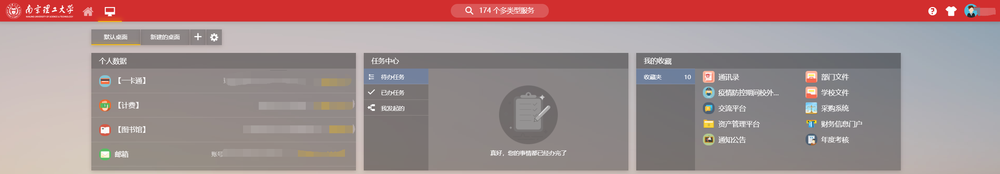 南京理工大学
NANJING UNIVERSITY OF SCIENCE & TECHNOLOGY
174 个多类型服务
默认桌面
新建的桌面
个人数据
【一卡通】
【计费】
【图书馆】
邮箱
账号
任务中心
待办任务
已办任务
我发起的
真好，您的事情都已经办完了
我的收藏
收藏夹 10
通讯录
部门文件
疫情防控期间校外...
学校文件
交流平台
采购系统
资产管理平台
财务信息门户
通知公告
年度考核